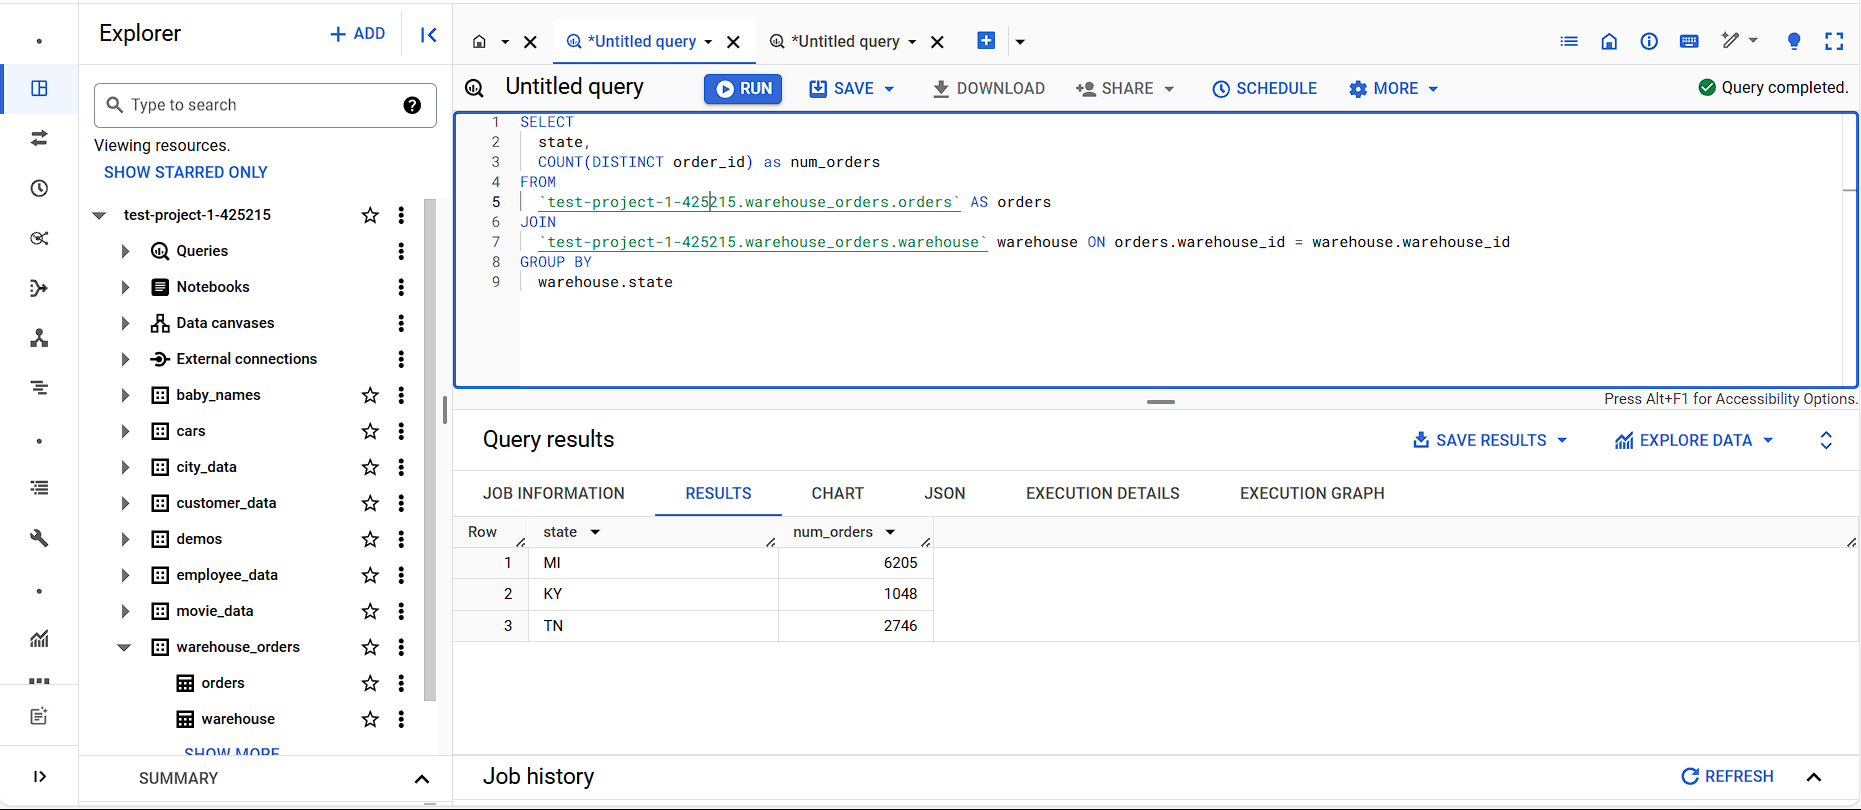 Explorer
ADD
Type to search
Viewing resources.
SHOW STARRED ONLY
test-project-1-425215
Queries
Notebooks
Data canvases
External connections
baby_names
cars
city_data
customer_data
demos
employee_data
movie_data
warehouse_orders
orders
warehouse
SHOW MORE
SUMMARY
*Untitled query
*Untitled query
Untitled query
RUN
SAVE
DOWNLOAD
SHARE
SCHEDULE
MORE
Query completed.
1 SELECT
2 state,
3 COUNT(DISTINCT order_id) as num_orders
4 FROM
5 `test-project-1-425215.warehouse_orders.orders` AS orders
6 JOIN
7 `test-project-1-425215.warehouse_orders.warehouse` warehouse ON orders.warehouse_id = warehouse.warehouse_id
8 GROUP BY
9 warehouse.state
Press Alt+F1 for Accessibility Options.
Query results
SAVE RESULTS
EXPLORE DATA
JOB INFORMATION
RESULTS
CHART
JSON
EXECUTION DETAILS
EXECUTION GRAPH
Row state num_orders
1 MI 6205
2 KY 1048
3 TN 2746
Job history
REFRESH